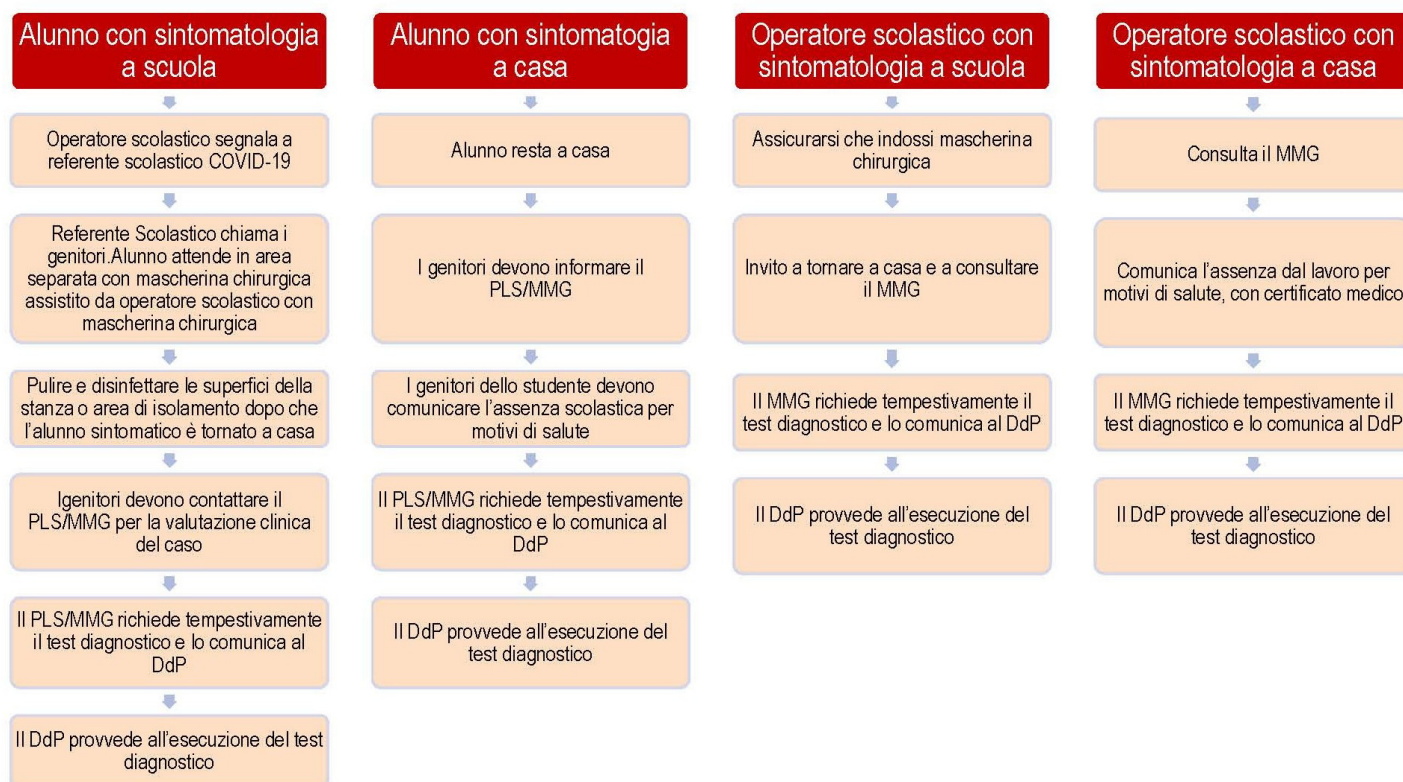 Alunno con sintomatologia
a scuola
Operatore scolastico segnala a
referente scolastico COVID-19
Referente Scolastico chiama i
genitori.Alunno attende in area
separata con mascherina chirurgica
assistito da operatore scolastico con
mascherina chirurgica
Pulire e disinfettare le superfici della
stanza o area di isolamento dopo che
l'alunno sintomatico è tornato a casa
Igenitori devono contattare il
PLS/MMG per la valutazione clinica
del caso
Il PLS/MMG richiede tempestivamente
il test diagnostico e lo comunica al
DdP
Il DdP provvede all'esecuzione del test
diagnostico
Alunno con sintomatogia
a casa
Alunno resta a casa
I genitori devono informare il
PLS/MMG
I genitori dello studente devono
comunicare l'assenza scolastica per
motivi di salute
Il PLS/MMG richiede tempestivamente
il test diagnostico e lo comunica al
DdP
Il DdP provvede all'esecuzione del
test diagnostico
Operatore scolastico con
sintomatologia a scuola
Assicurarsi che indossi mascherina
chirurgica
Invito a tornare a casa e a consultare
il MMG
Il MMG richiede tempestivamente il
test diagnostico e lo comunica al DdP
Il DdP provvede all'esecuzione del
test diagnostico
Operatore scolastico con
sintomatologia a casa
Consulta il MMG
Comunica l'assenza dal lavoro per
motivi di salute, con certificato medico
Il MMG richiede tempestivamente il
test diagnostico e lo comunica al DdP
Il DdP provvede all'esecuzione del
test diagnostico